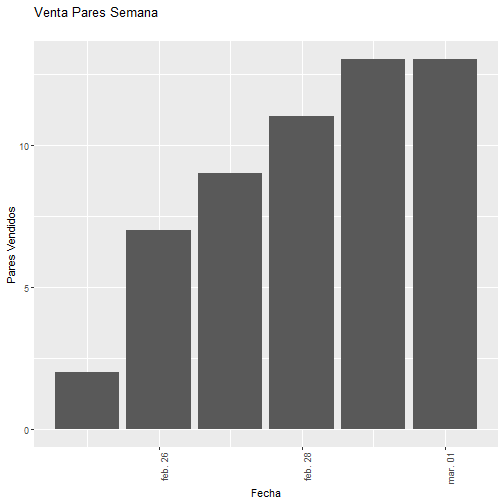 Venta Pares Semana
Pares Vendidos
10
5
0
feb. 26
feb. 28
mar. 01
Fecha